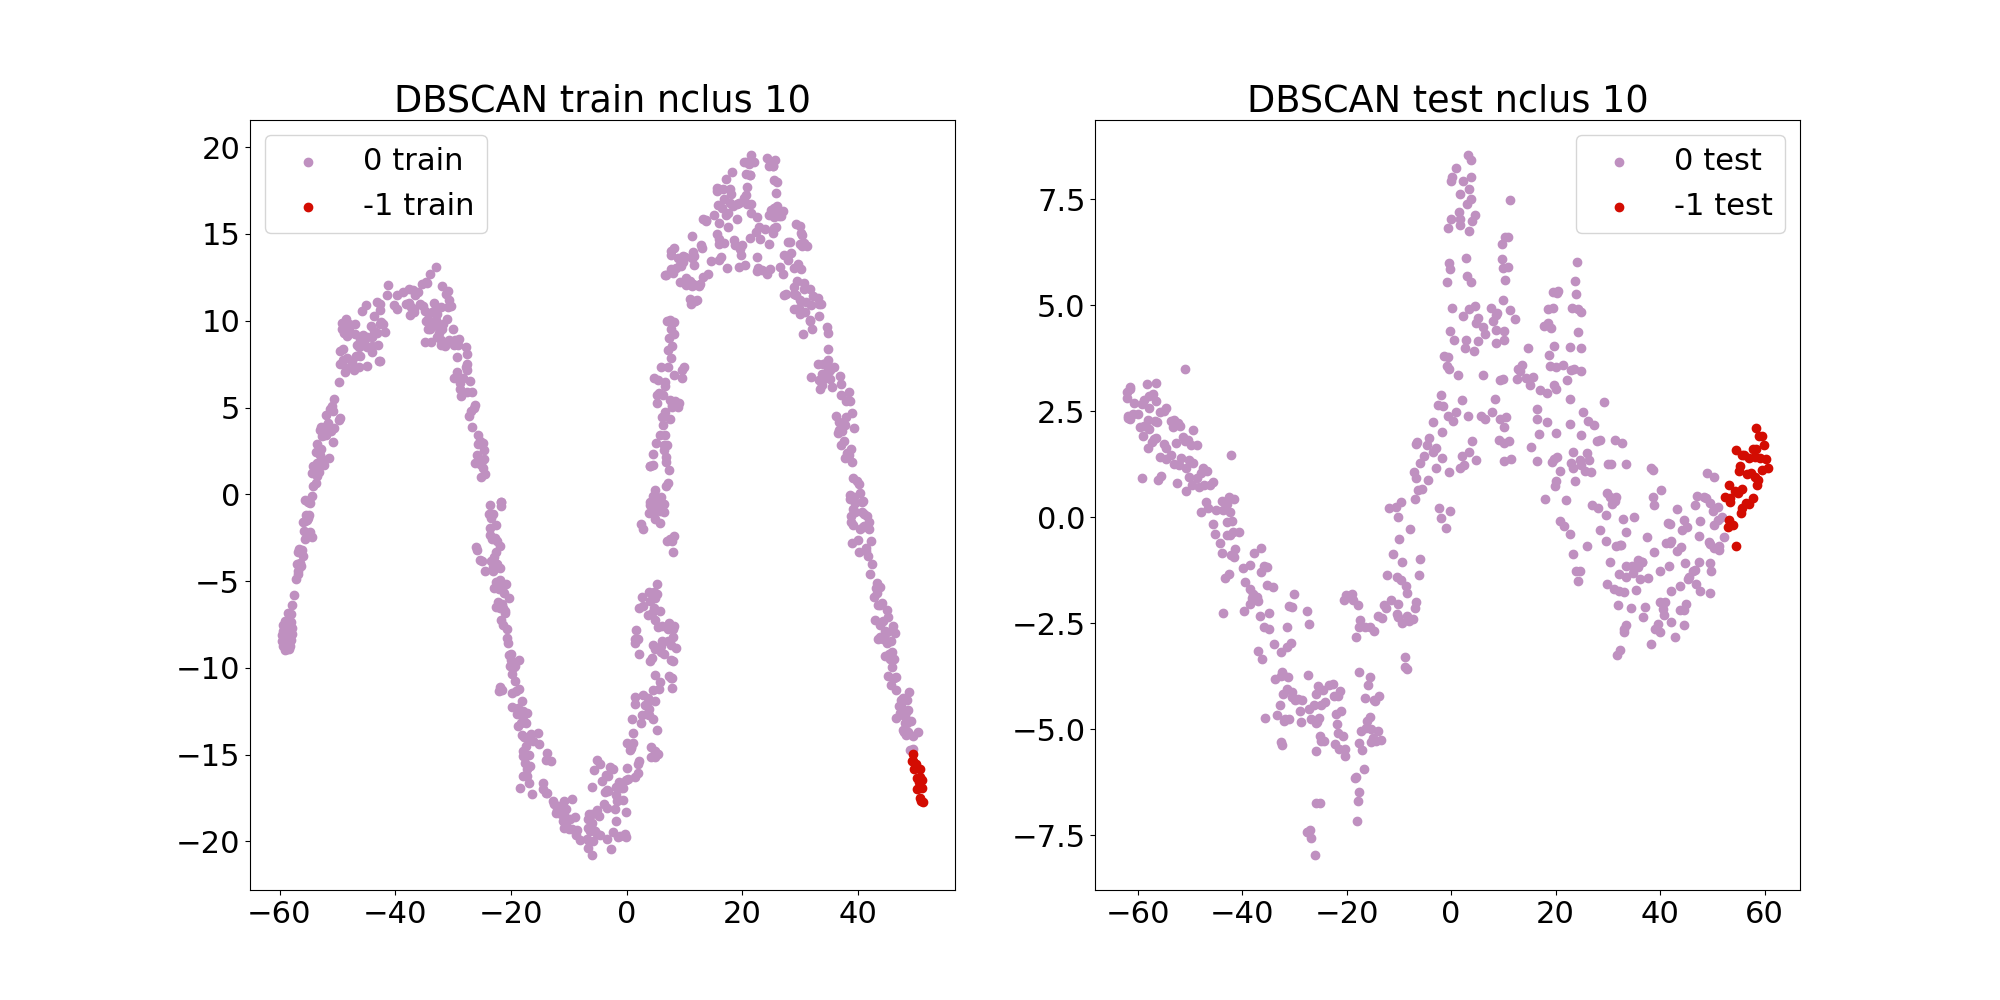 DBSCAN train nclus 10
0 train
-1 train
20
15
10
5
0
−5
−10
−15
−20
−60 −40 −20 0 20 40
DBSCAN test nclus 10
0 test
-1 test
7.5
5.0
2.5
0.0
−2.5
−5.0
−7.5
−60 −40 −20 0 20 40 60